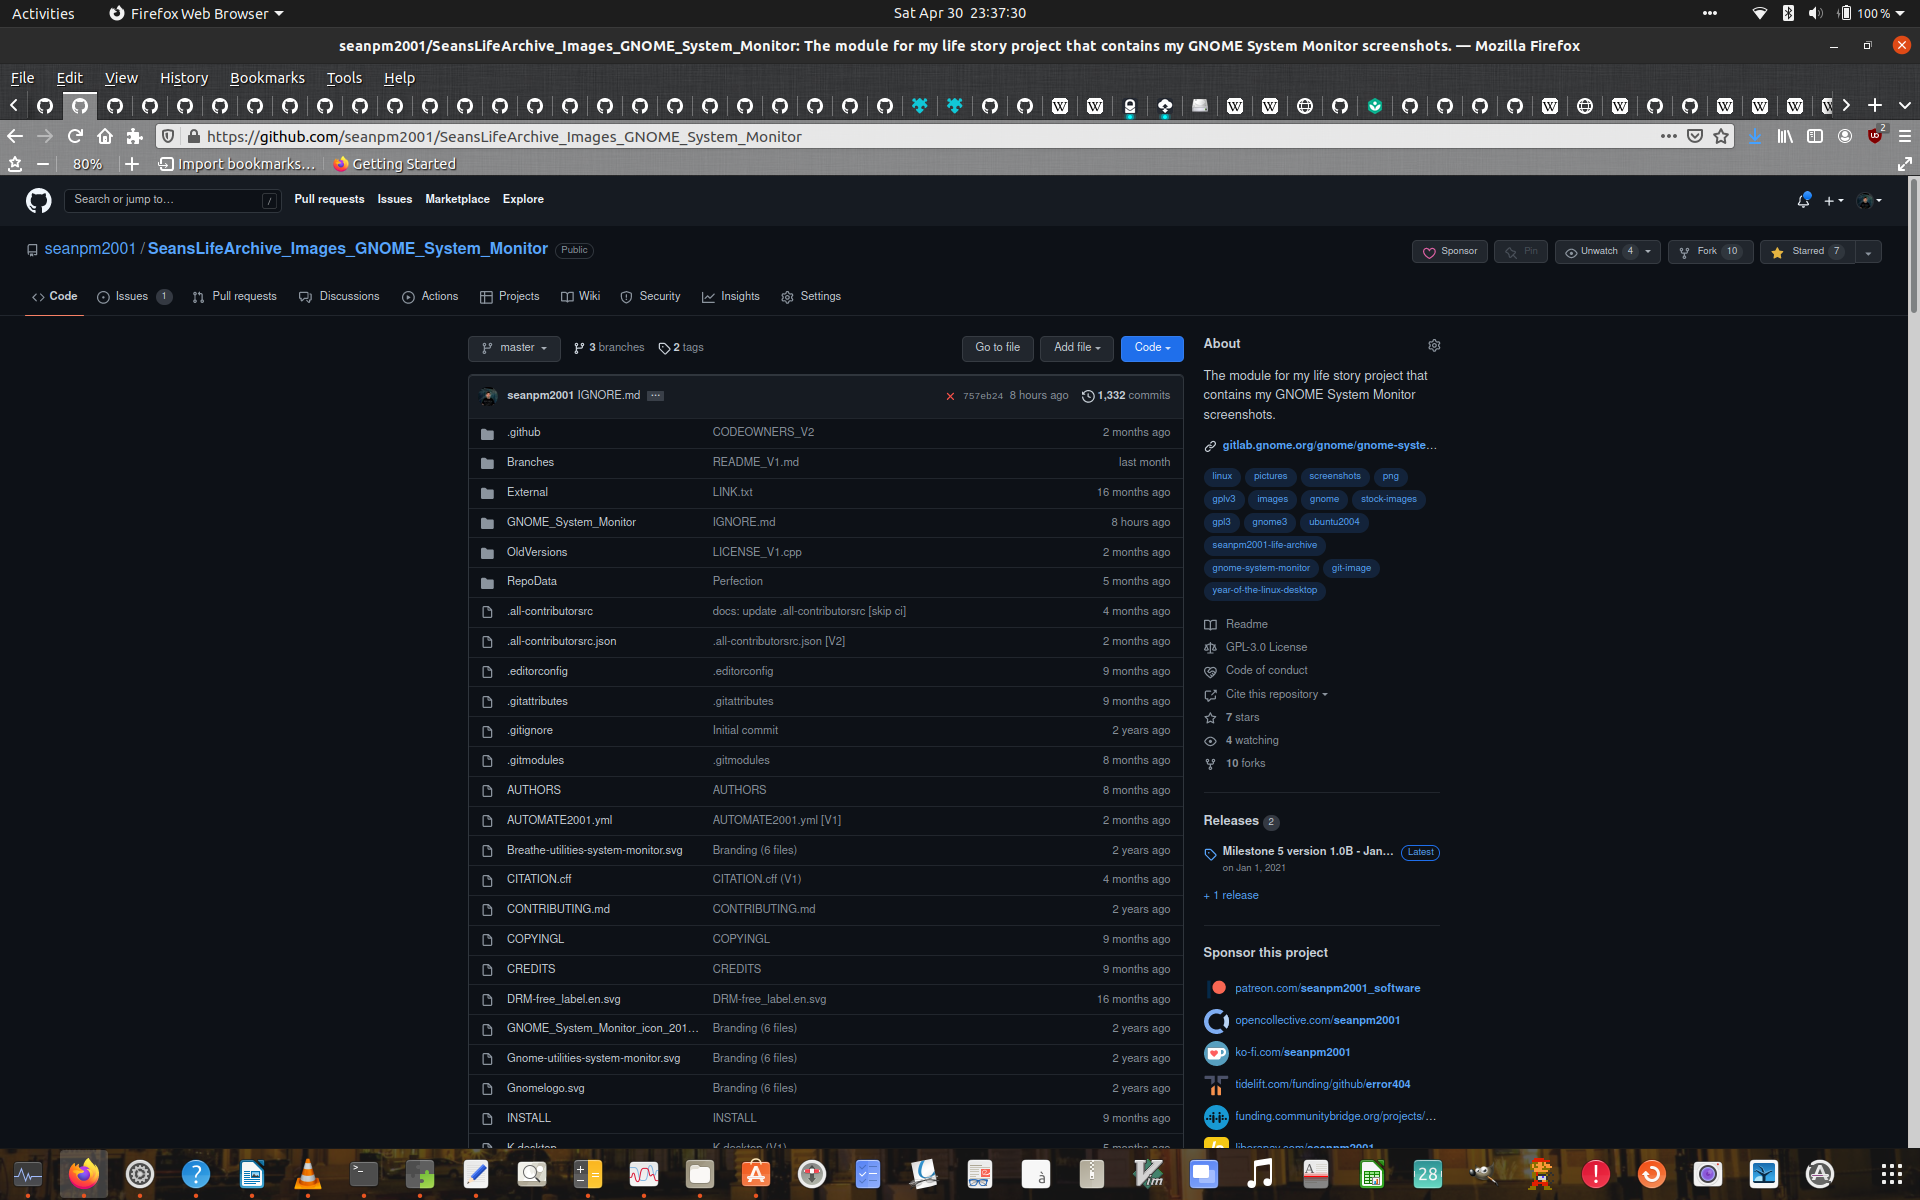 Activities
Firefox Web Browser
Sat Apr 30 23:37:30
100 %
seanpm2001/SeansLifeArchive_Images_GNOME_System_Monitor: The module for my life story project that contains my GNOME System Monitor screenshots. — Mozilla Firefox
File Edit View History Bookmarks Tools Help
https://github.com/seanpm2001/SeansLifeArchive_Images_GNOME_System_Monitor
2
80%
Import bookmarks…
Getting Started
Search or jump to…
/
Pull requests Issues Marketplace Explore
seanpm2001 / SeansLifeArchive_Images_GNOME_System_Monitor Public
Sponsor
Pin
Unwatch 4
Fork 10
Starred 7
Code
Issues 1
Pull requests
Discussions
Actions
Projects
Wiki
Security
Insights
Settings
master
3 branches
2 tags
Go to file
Add file
Code
seanpm2001 IGNORE.md … 757eb24 8 hours ago 1,332 commits
.github CODEOWNERS_V2 2 months ago
Branches README_V1.md last month
External LINK.txt 16 months ago
GNOME_System_Monitor IGNORE.md 8 hours ago
OldVersions LICENSE_V1.cpp 2 months ago
RepoData Perfection 5 months ago
.all-contributorsrc docs: update .all-contributorsrc [skip ci] 4 months ago
.all-contributorsrc.json .all-contributorsrc.json [V2] 2 months ago
.editorconfig .editorconfig 9 months ago
.gitattributes .gitattributes 9 months ago
.gitignore Initial commit 2 years ago
.gitmodules .gitmodules 8 months ago
AUTHORS AUTHORS 8 months ago
AUTOMATE2001.yml AUTOMATE2001.yml [V1] 2 months ago
Breathe-utilities-system-monitor.svg Branding (6 files) 2 years ago
CITATION.cff CITATION.cff (V1) 4 months ago
CONTRIBUTING.md CONTRIBUTING.md 2 years ago
COPYINGL COPYINGL 9 months ago
CREDITS CREDITS 9 months ago
DRM-free_label.en.svg DRM-free_label.en.svg 16 months ago
GNOME_System_Monitor_icon_201… Branding (6 files) 2 years ago
Gnome-utilities-system-monitor.svg Branding (6 files) 2 years ago
Gnomelogo.svg Branding (6 files) 2 years ago
INSTALL INSTALL 9 months ago
About
The module for my life story project that
contains my GNOME System Monitor
screenshots.
gitlab.gnome.org/gnome/gnome-syste…
linux pictures screenshots png
gplv3 images gnome stock-images
gpl3 gnome3 ubuntu2004
seanpm2001-life-archive
gnome-system-monitor git-image
year-of-the-linux-desktop
Readme
GPL-3.0 License
Code of conduct
Cite this repository
7 stars
4 watching
10 forks
Releases 2
Milestone 5 version 1.0B - Jan… Latest
on Jan 1, 2021
+ 1 release
Sponsor this project
patreon.com/seanpm2001_software
opencollective.com/seanpm2001
ko-fi.com/seanpm2001
tidelift.com/funding/github/error404
funding.communitybridge.org/projects/…
28